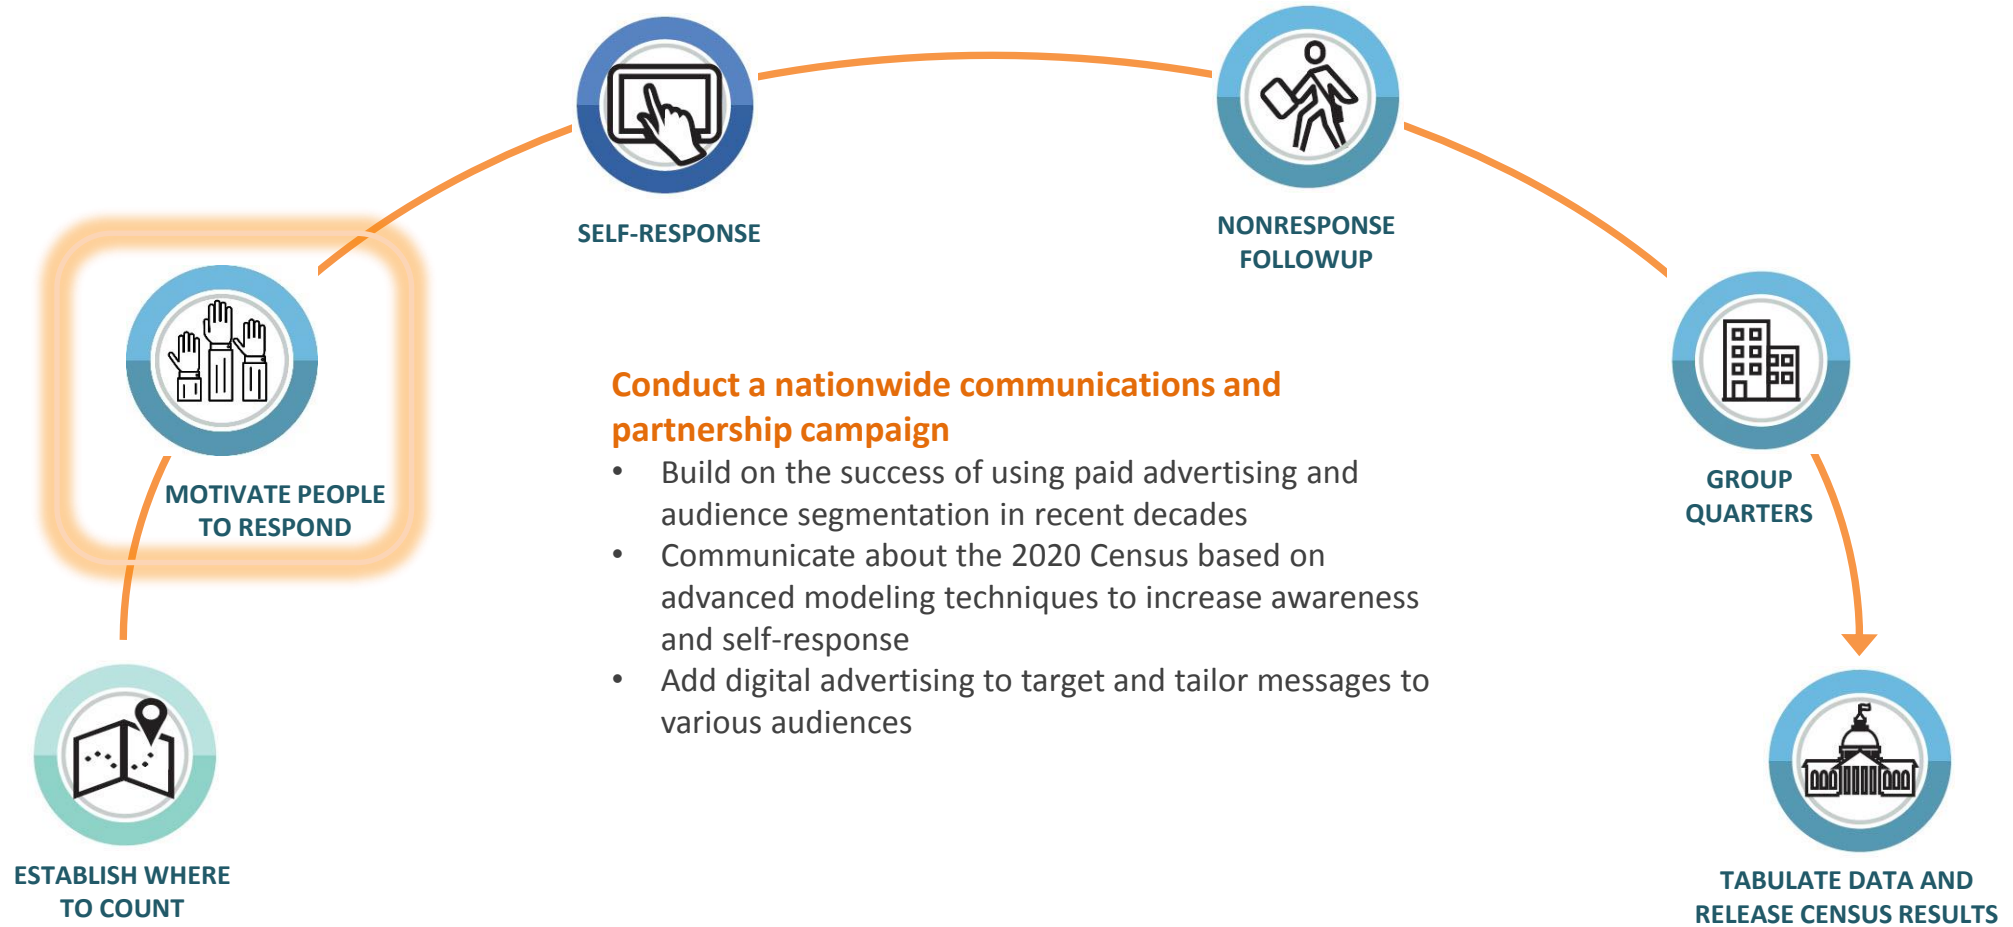 SELF-RESPONSE
NONRESPONSE
FOLLOWUP
MOTIVATE PEOPLE
TO RESPOND
Conduct a nationwide communications and
partnership campaign
• Build on the success of using paid advertising and
audience segmentation in recent decades
• Communicate about the 2020 Census based on
advanced modeling techniques to increase awareness
and self-response
• Add digital advertising to target and tailor messages to
various audiences
GROUP
QUARTERS
ESTABLISH WHERE
TO COUNT
TABULATE DATA AND
RELEASE CENSUS RESULTS